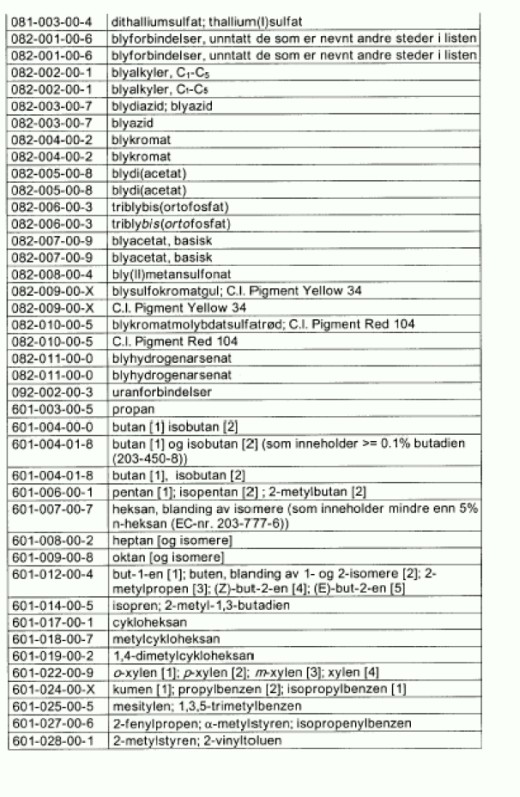 081-003-00-4 dithalliumsulfat; thallium(I)sulfat
082-001-00-6 blyforbindelser, unntatt de som er nevnt andre steder i listen
082-001-00-6 blyforbindelser, unntatt de som er nevnt andre steder i listen
082-002-00-1 blyalkyler, C₁-C₅
082-002-00-1 blyalkyler, C₁-C₅
082-003-00-7 blydiazid; blyazid
082-003-00-7 blyazid
082-004-00-2 blykromat
082-004-00-2 blykromat
082-005-00-8 blydi(acetat)
082-005-00-8 blydi(acetat)
082-006-00-3 triblybis(ortofosfat)
082-006-00-3 triblybis(ortofosfat)
082-007-00-9 blyacetat, basisk
082-007-00-9 blyacetat, basisk
082-008-00-4 bly(II)metansulfonat
082-009-00-X blysulfokromatgul; C.I. Pigment Yellow 34
082-009-00-X C.I. Pigment Yellow 34
082-010-00-5 blykromatmolybdatsulfatrød; C.I. Pigment Red 104
082-010-00-5 C.I. Pigment Red 104
082-011-00-0 blyhydrogenarsenat
082-011-00-0 blyhydrogenarsenat
092-002-00-3 uranforbindelser
601-003-00-5 propan
601-004-00-0 butan [1] isobutan [2]
601-004-01-8 butan [1] og isobutan [2] (som inneholder >= 0.1% butadien
(203-450-8))
601-004-01-8 butan [1], isobutan [2]
601-006-00-1 pentan [1]; isopentan [2] ; 2-metylbutan [2]
601-007-00-7 heksan, blanding av isomere (som inneholder mindre enn 5%
n-heksan (EC-nr. 203-777-6))
601-008-00-2 heptan [og isomere]
601-009-00-8 oktan [og isomere]
601-012-00-4 but-1-en [1]; buten, blanding av 1- og 2-isomere [2]; 2-
metylpropen [3]; (Z)-but-2-en [4]; (E)-but-2-en [5]
601-014-00-5 isopren; 2-metyl-1,3-butadien
601-017-00-1 cykloheksan
601-018-00-7 metylcykloheksan
601-019-00-2 1,4-dimetylcykloheksan
601-022-00-9 o-xylen [1]; p-xylen [2]; m-xylen [3]; xylen [4]
601-024-00-X kumen [1]; propylbenzen [2]; isopropylbenzen [1]
601-025-00-5 mesitylen; 1,3,5-trimetylbenzen
601-027-00-6 2-fenylpropen; α-metylstyren; isopropenylbenzen
601-028-00-1 2-metylstyren; 2-vinyltoluen